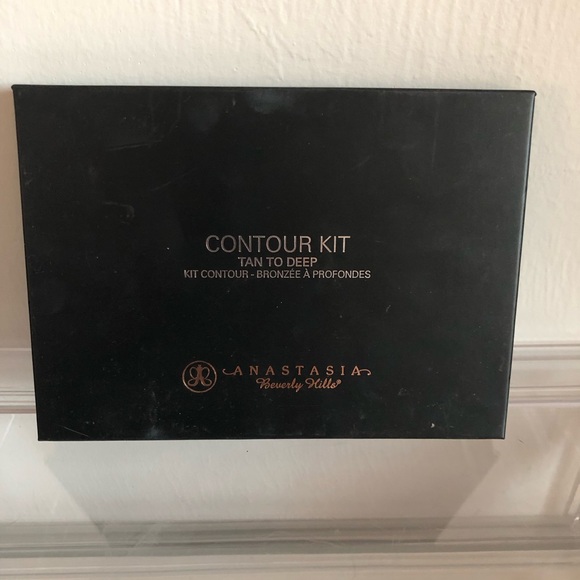 CONTOUR KIT
TAN TO DEEP
KIT CONTOUR - BRONZÉE À PROFONDES
ANASTASIA
Beverly Hills®